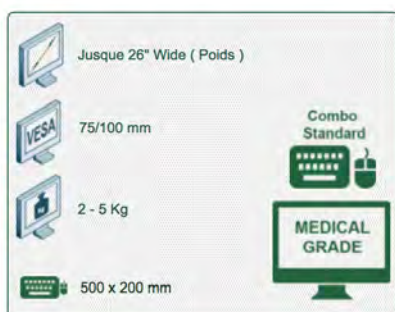 Jusque 26" Wide ( Poids )
VESA
75/100 mm
2 - 5 Kg
500 x 200 mm
Combo
Standard
MEDICAL
GRADE